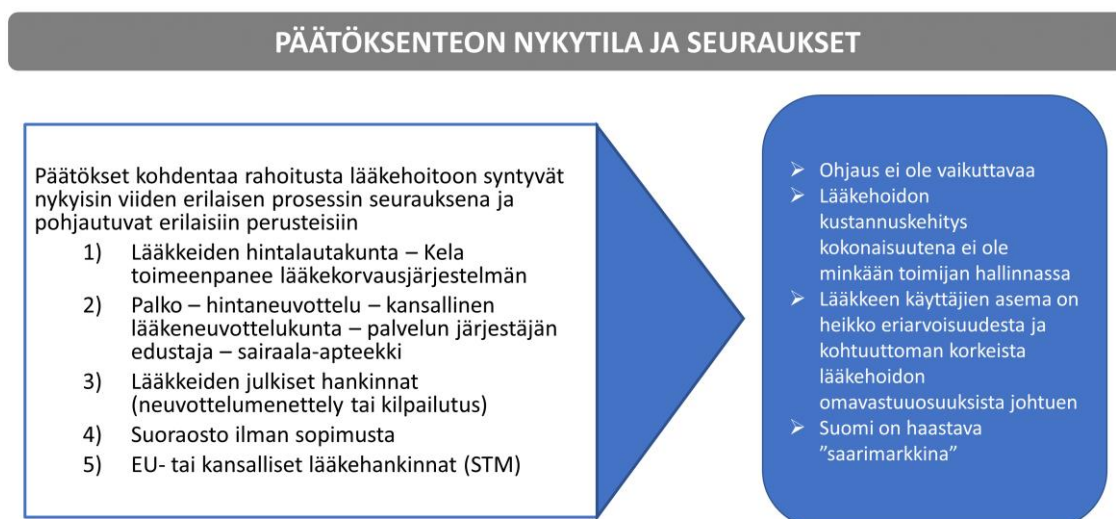 PÄÄTÖKSENTEON NYKYTILA JA SEURAUKSET
Päätökset kohdentaa rahoitusta lääkehoitoon syntyvät
nykyisin viiden erilaisen prosessin seurauksena ja
pohjautuvat erilaisiin perusteisiin
1) Lääkkeiden hintalautakunta – Kela
toimeenpanee lääkekorvausjärjestelmän
2) Palko – hintaneuvottelu – kansallinen
lääkeneuvottelukunta – palvelun järjestäjän
edustaja – sairaala-apteekki
3) Lääkkeiden julkiset hankinnat
(neuvottelumenettely tai kilpailutus)
4) Suoraosto ilman sopimusta
5) EU- tai kansalliset lääkehankinnat (STM)
➢ Ohjaus ei ole vaikuttavaa
➢ Lääkehoidon
kustannuskehitys
kokonaisuutena ei ole
minkään toimijan hallinnassa
➢ Lääkkeen käyttäjien asema on
heikko eriarvoisuudesta ja
kohtuuttoman korkeista
lääkehoidon
omavastuuosuuksista johtuen
➢ Suomi on haastava
”saarimarkkina”